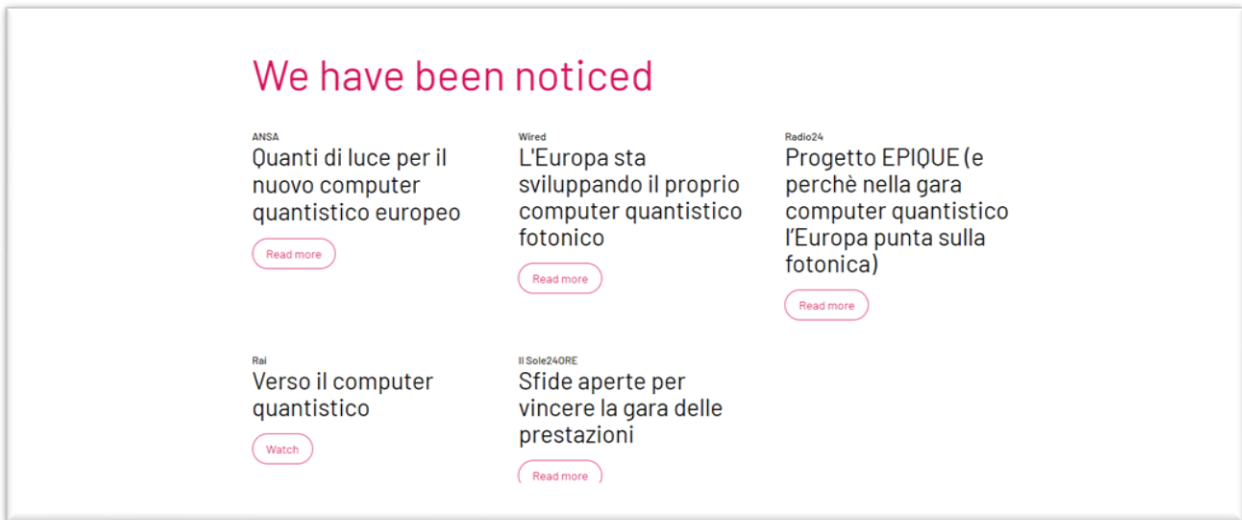 We have been noticed
ANSA
Quanti di luce per il
nuovo computer
quantistico europeo
Read more
Wired
L'Europa sta
sviluppando il proprio
computer quantistico
fotonico
Read more
Radio24
Progetto EPIQUE (e
perchè nella gara
computer quantistico
l’Europa punta sulla
fotonica)
Read more
Rai
Verso il computer
quantistico
Watch
Il Sole24ORE
Sfide aperte per
vincere la gara delle
prestazioni
Read more